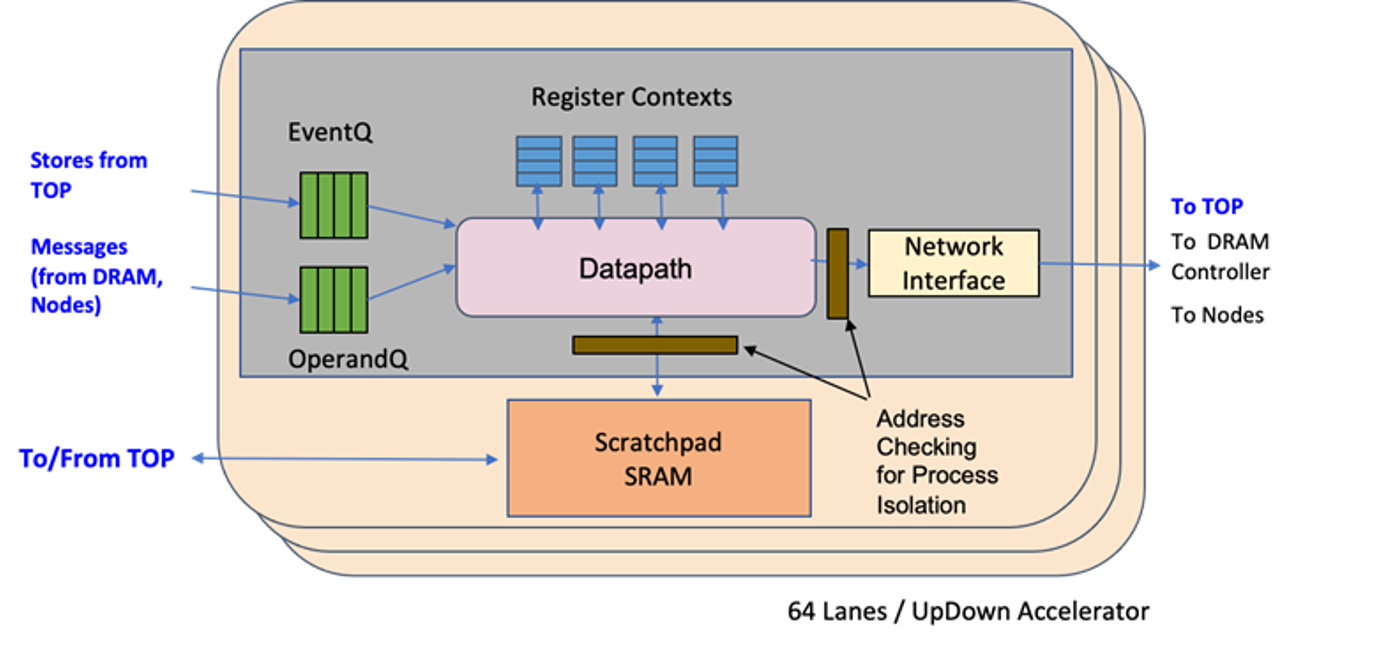 Register Contexts
EventQ
Stores from
TOP
Messages
(from DRAM,
Nodes)
OperandQ
Datapath
Network
Interface
To TOP
To DRAM
Controller
To Nodes
Address
Checking
for Process
Isolation
To/From TOP
Scratchpad
SRAM
64 Lanes / UpDown Accelerator